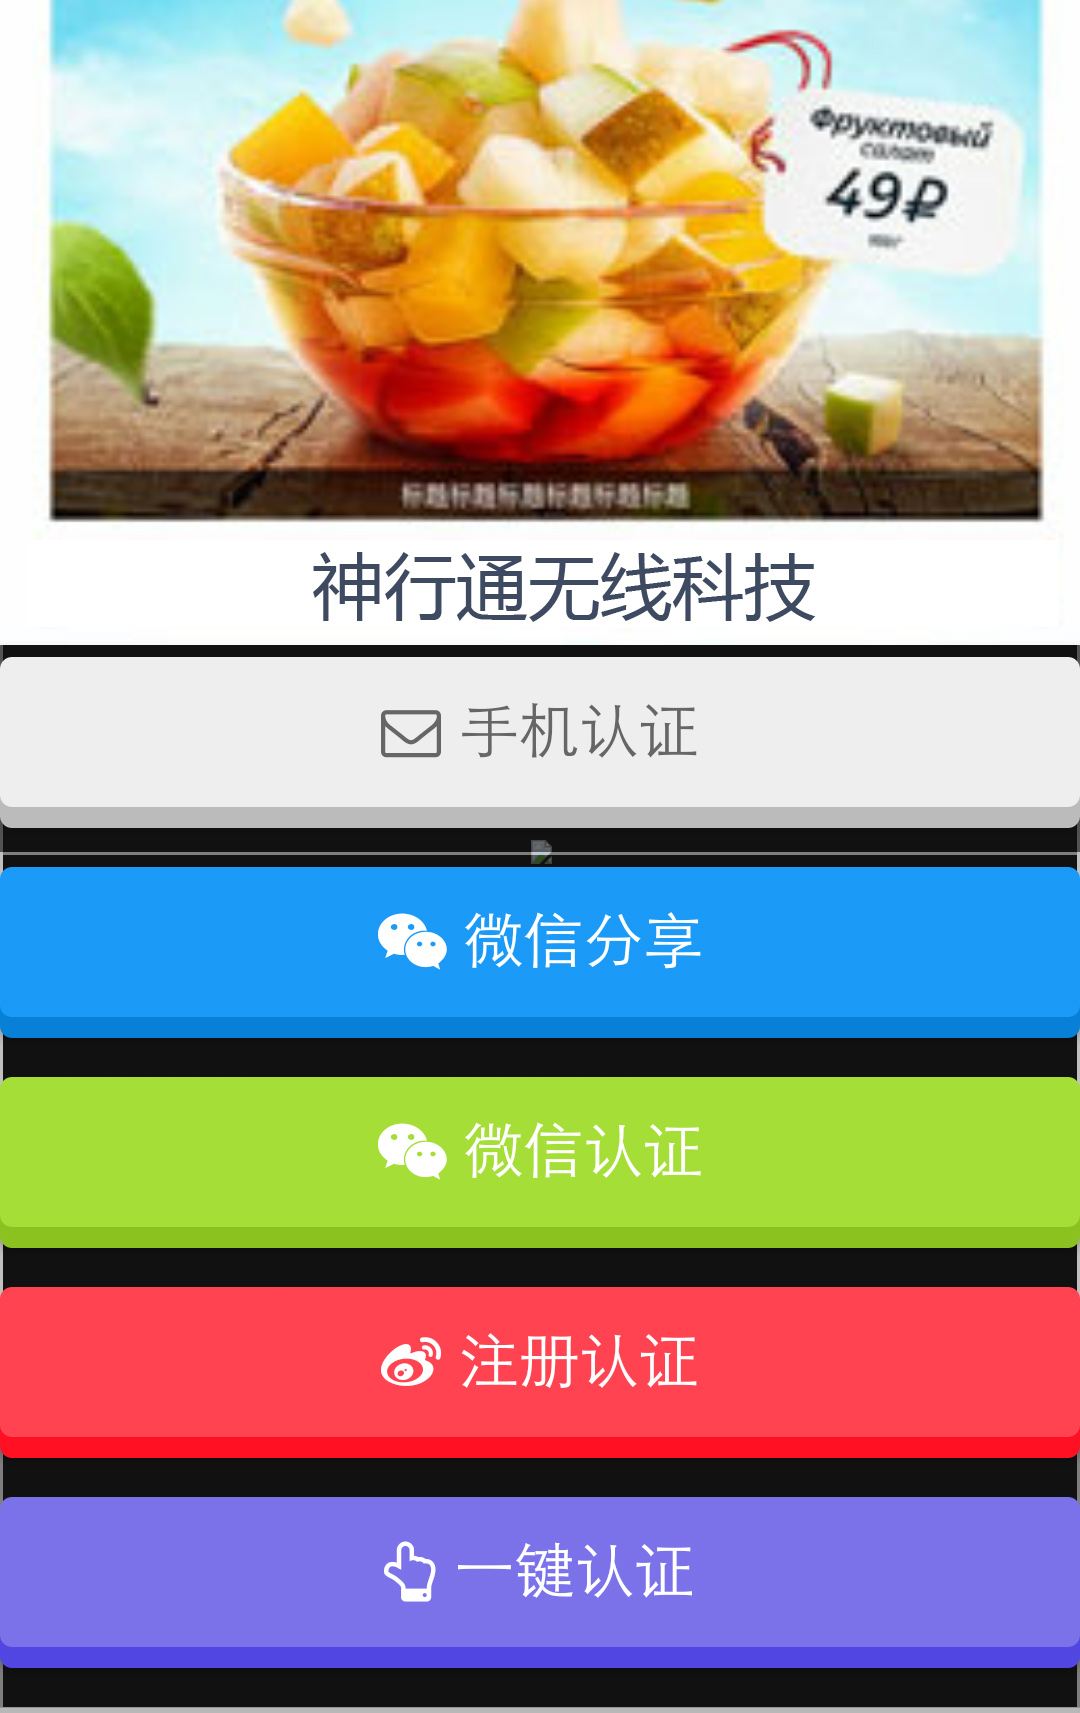 Фруктовый
салат
49₽
标题标题标题标题标题标题
神行通无线科技
手机认证
微信分享
微信认证
注册认证
一键认证